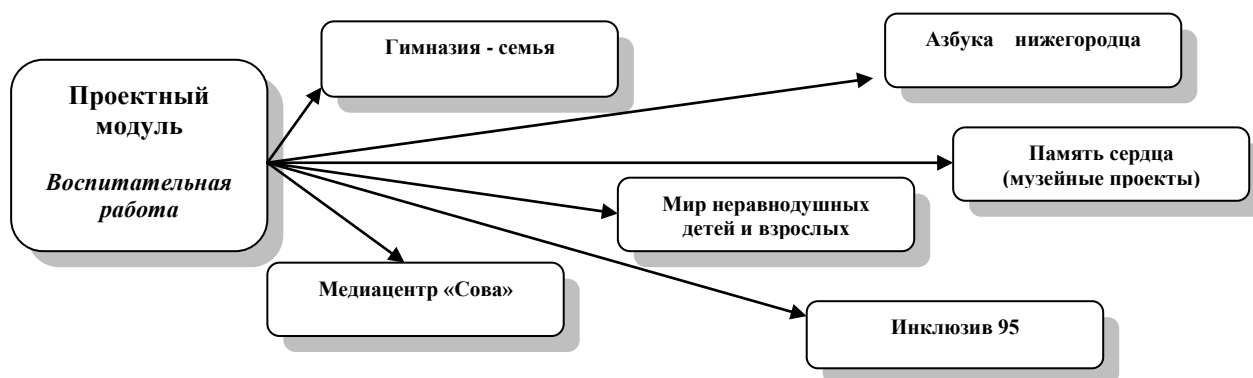 Гимназия - семья
Азбука нижегородца
Проектный
модуль
Воспитательная
работа
Память сердца
(музейные проекты)
Мир неравнодушных
детей и взрослых
Медиацентр «Сова»
Инклюзив 95